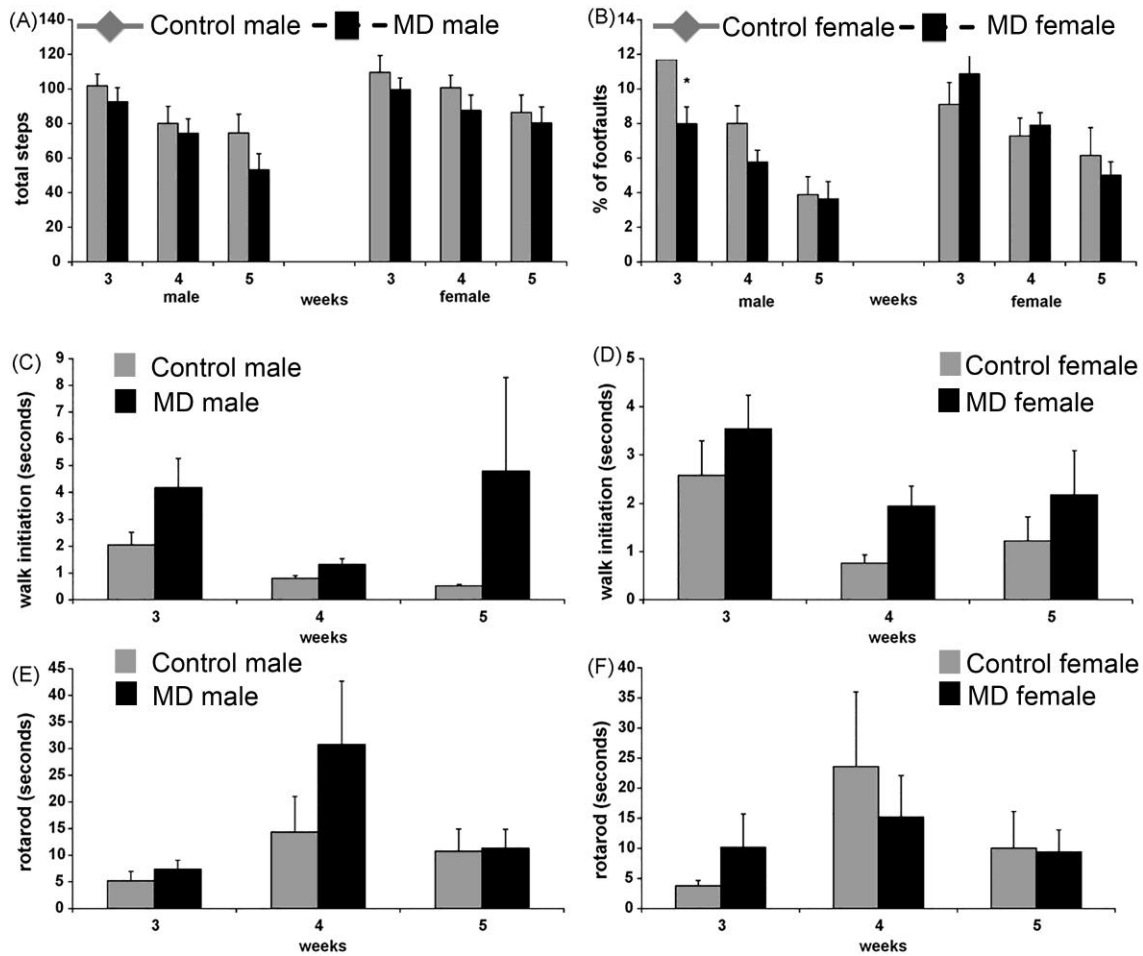 (A) Control male MD male
total steps
140
120
100
80
60
40
20
0
3 4 5 3 4 5
male weeks female
(B) Control female MD female
% of footfaults
14
12
10
8
6
4
2
0
*
3 4 5 3 4 5
male weeks female
(C) Control male
MD male
walk initiation (seconds)
9
8
7
6
5
4
3
2
1
0
3 4 5
weeks
(D) Control female
MD female
walk initiation (seconds)
5
4
3
2
1
0
3 4 5
weeks
(E) Control male
MD male
rotarod (seconds)
45
40
35
30
25
20
15
10
5
0
3 4 5
weeks
(F) Control female
MD female
rotarod (seconds)
40
35
30
25
20
15
10
5
0
3 4 5
weeks